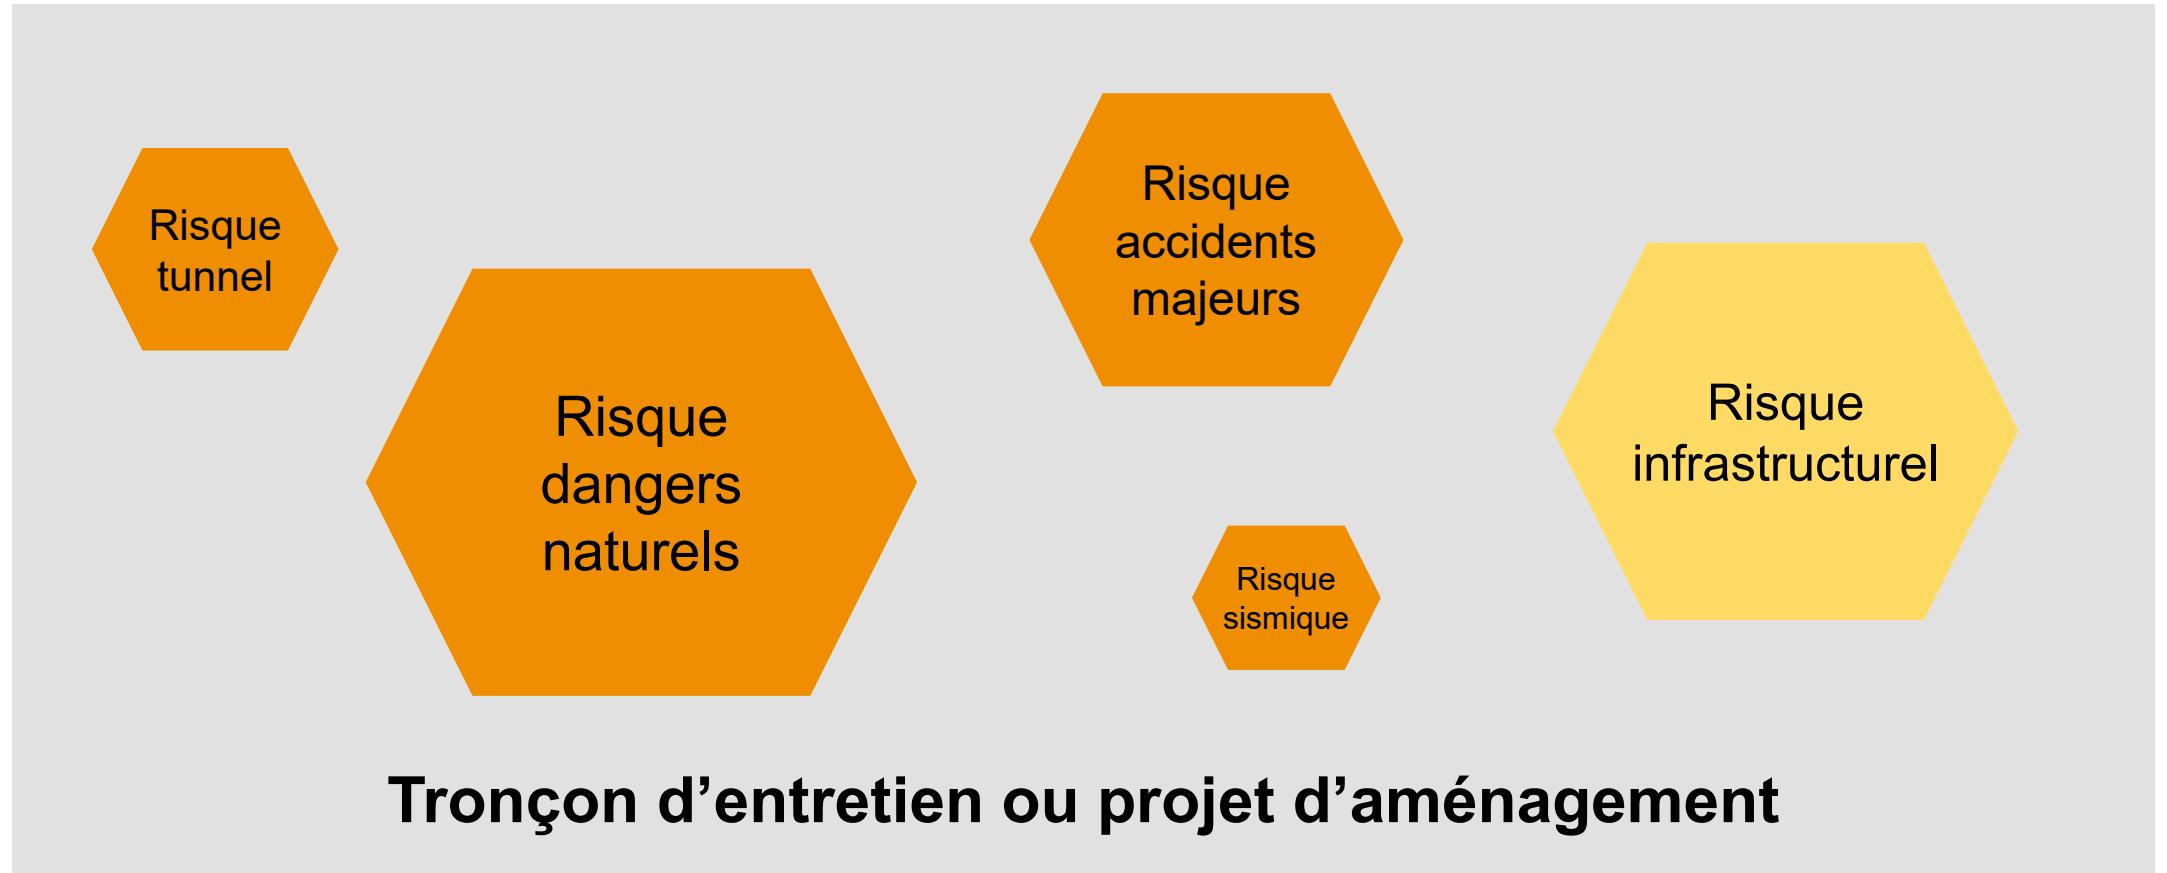 Risque
tunnel
Risque
dangers
naturels
Risque
accidents
majeurs
Risque
sismique
Risque
infrastructurel
Tronçon d’entretien ou projet d’aménagement